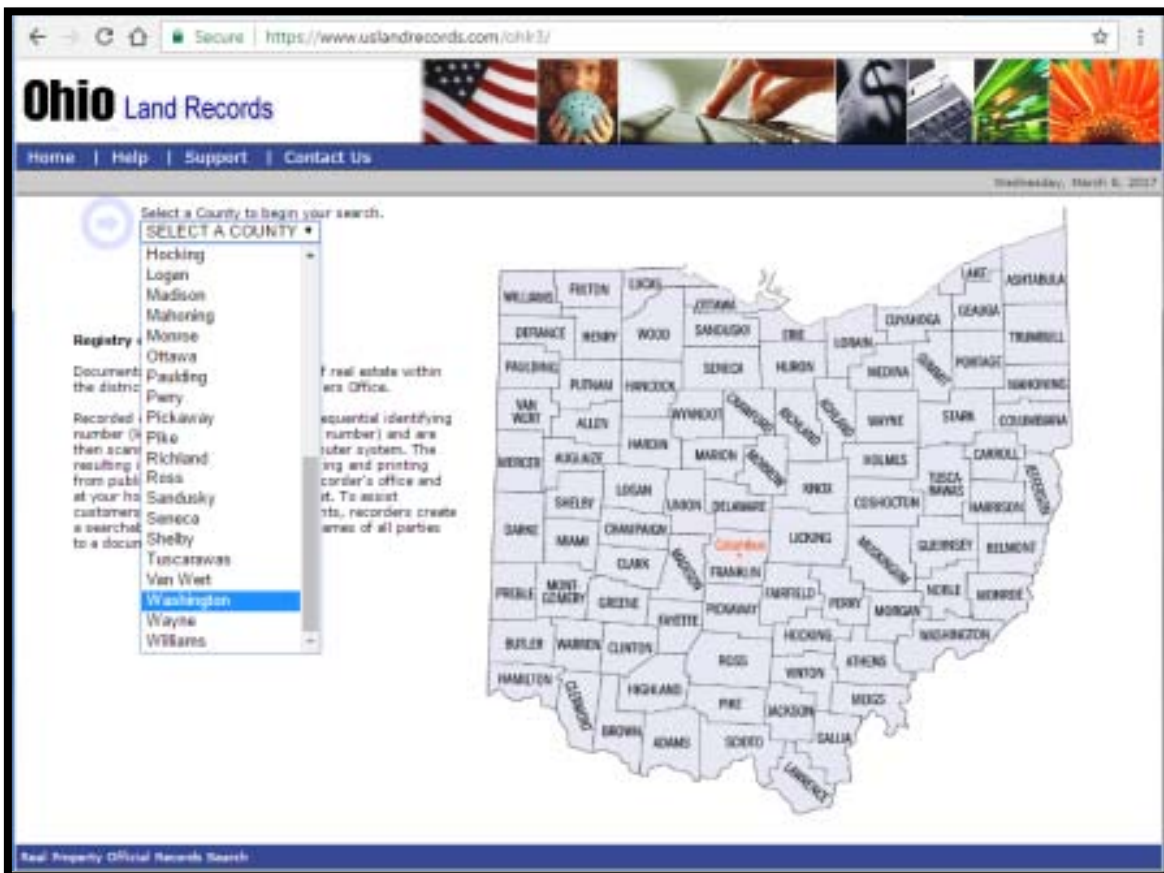 Secure | https://www.uslandrecords.com/ohlr3/
Ohio Land Records
Home | Help | Support | Contact Us
Wednesday, March 8, 2017
Select a County to begin your search.
SELECT A COUNTY
Hocking
Logan
Madison
Mahoning
Monroe
Ottawa
Paulding
Perry
Pickaway
Pike
Richland
Ross
Sandusky
Seneca
Shelby
Tuscarawas
Van Wert
Washington
Wayne
Williams
Registry
Document f real estate within
the distric ers Office.
Recorded equential identifying
number ( number) and are
then scann uter system. The
resulting ing and printing
from publi corder's office and
at your ho t. To assist
customers nts, recorders create
a searchab ames of all parties
to a docum
WILLIAMS
FULTON
LUCAS
OTTAWA
LAKE
ASHTABULA
GEAUGA
CUYAHOGA
DEFIANCE
HENRY
WOOD
SANDUSKY
ERIE
LORAIN
TRUMBULL
PAULDING
PUTNAM
HANCOCK
SENECA
HURON
MEDINA
SUMMIT
PORTAGE
MAHONING
VAN WERT
ALLEN
WYANDOT
CRAWFORD
RICHLAND
ASHLAND
WAYNE
STARK
COLUMBIANA
HARDIN
MERCER
AUGLAIZE
MARION
MORROW
HOLMES
CARROLL
TUSCA-
RAWAS
JEFFERSON
LOGAN
KNOX
SHELBY
UNION
DELAWARE
COSHOCTON
HARRISON
DARKE
MIAMI
CHAMPAIGN
Columbus
LICKING
MUSKINGUM
GUERNSEY
BELMONT
CLARK
MADISON
FRANKLIN
PREBLE
MONT-
GOMERY
GREENE
PICKAWAY
FAIRFIELD
PERRY
MORGAN
NOBLE
MONROE
FAYETTE
BUTLER
WARREN
CLINTON
HOCKING
WASHINGTON
ROSS
VINTON
ATHENS
HAMILTON
CLERMONT
HIGHLAND
PIKE
JACKSON
MEIGS
BROWN
ADAMS
SCIOTO
GALLIA
LAWRENCE
Real Property Official Records Search